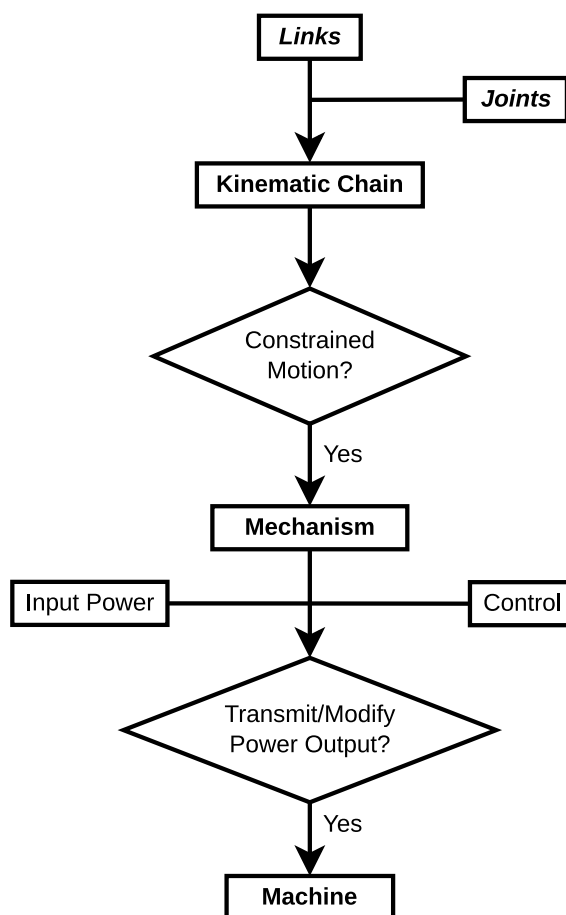 Links
Joints
Kinematic Chain
Constrained
Motion?
Yes
Mechanism
Input Power
Control
Transmit/Modify
Power Output?
Yes
Machine